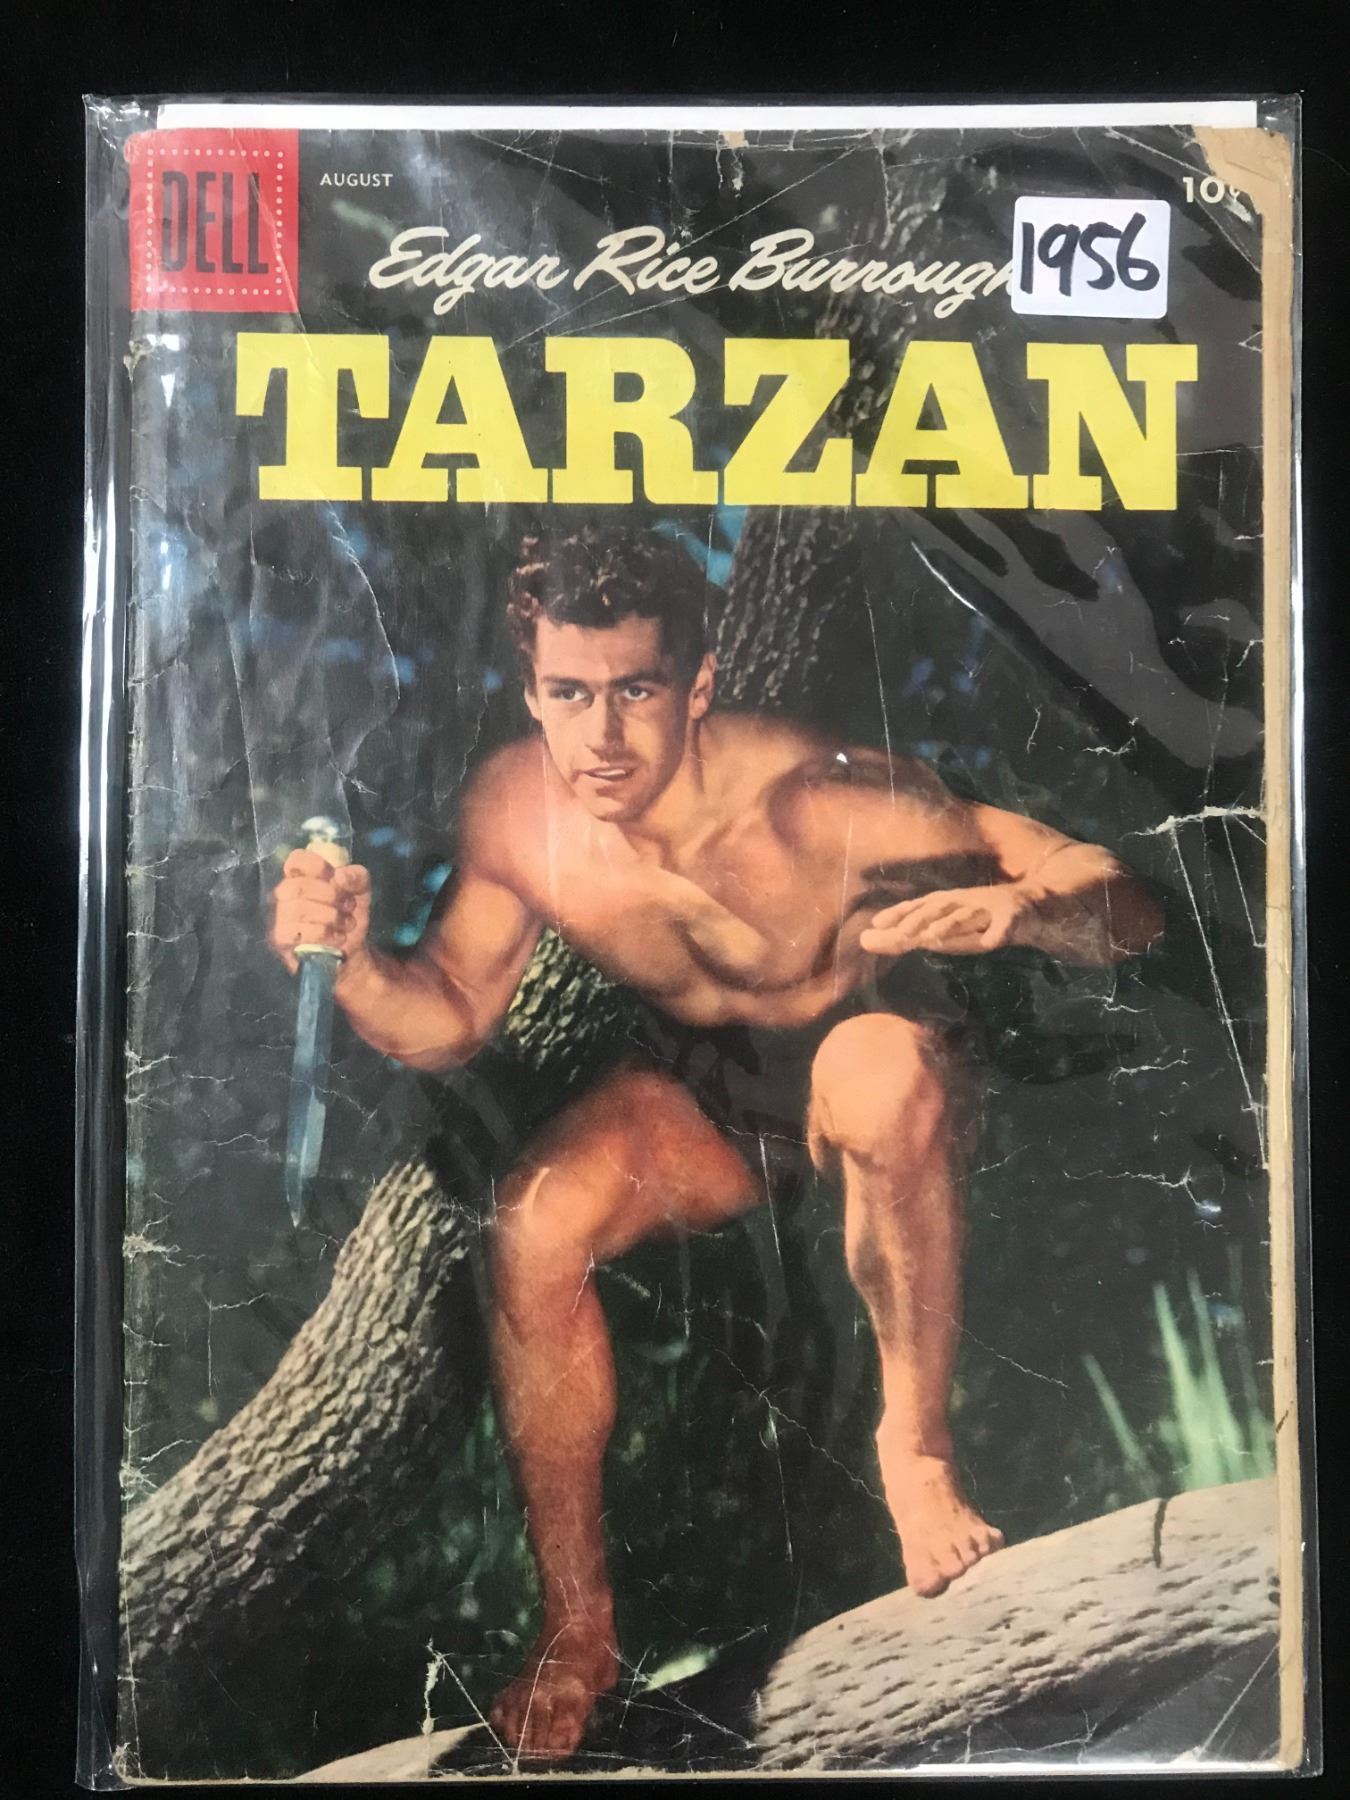 DELL
AUGUST
10¢
Edgar Rice Burrough
1956
TARZAN